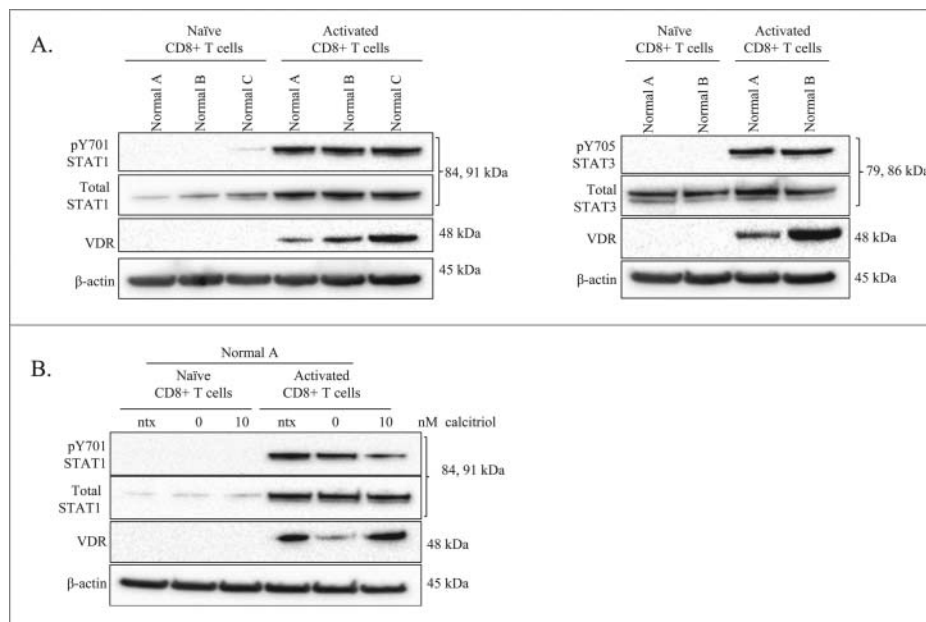 A.
Naïve
CD8+ T cells
Activated
CD8+ T cells
Normal A
Normal B
Normal C
Normal A
Normal B
Normal C
pY701
STAT1
Total
STAT1
84, 91 kDa
VDR
48 kDa
β-actin
45 kDa
Naïve
CD8+ T cells
Activated
CD8+ T cells
Normal A
Normal B
Normal A
Normal B
pY705
STAT3
Total
STAT3
79, 86 kDa
VDR
48 kDa
β-actin
45 kDa
B.
Normal A
Naïve
CD8+ T cells
Activated
CD8+ T cells
ntx 0 10 ntx 0 10 nM calcitriol
pY701
STAT1
Total
STAT1
84, 91 kDa
VDR
48 kDa
β-actin
45 kDa